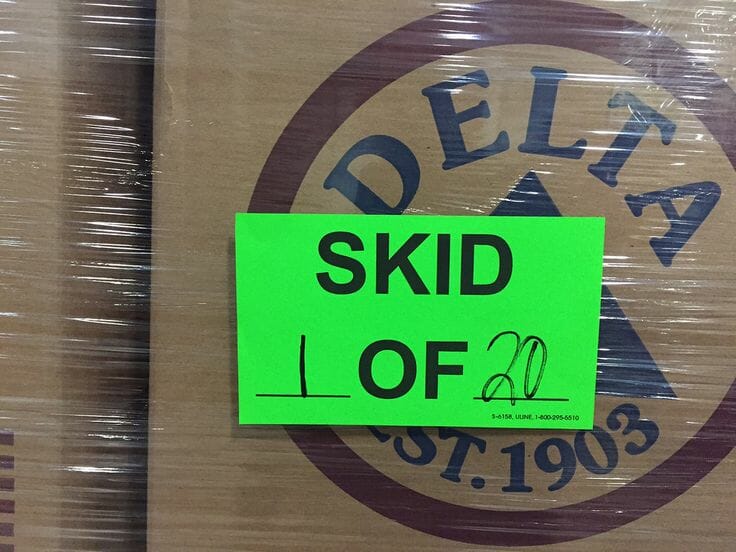 DELTA
SKID
1 OF 20
S-6158, ULINE, 1-800-295-5510
EST. 1903